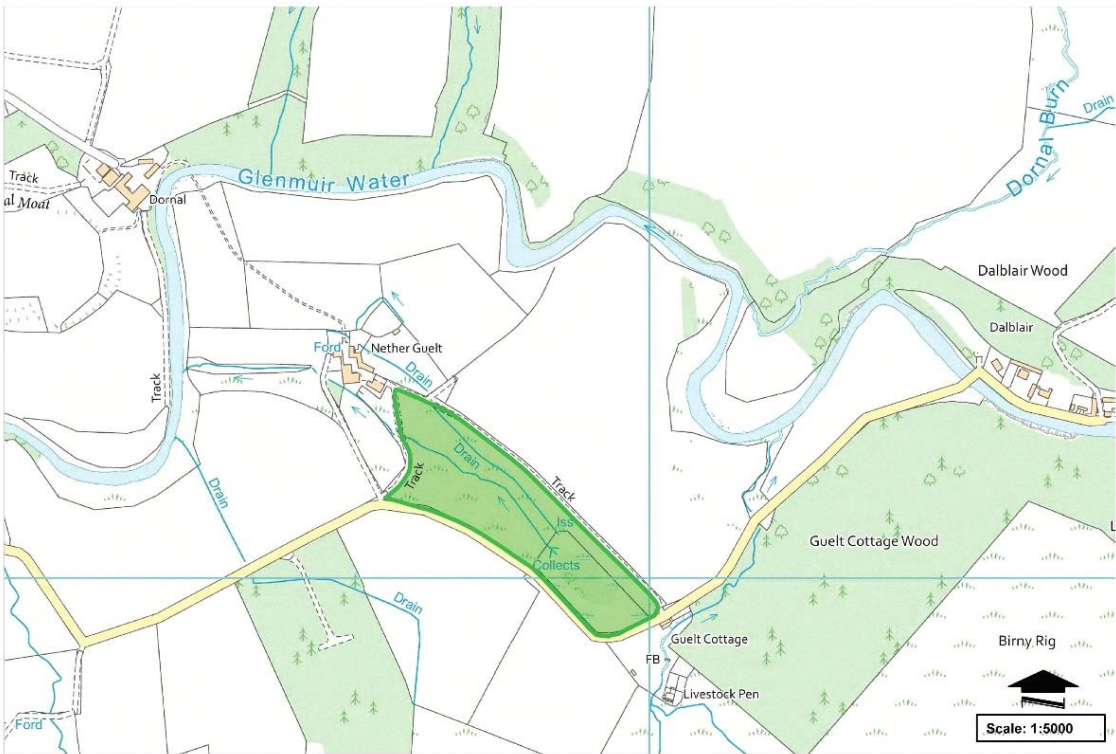 Glenmuir Water
Dornal Burn
Drain
Track
al Moat
Dornal
Dalblair Wood
Dalblair
Ford
Nether Guelt
Drain
Track
Track
Drain
Track
Drain
Iss
Collects
Guelt Cottage Wood
L
Drain
Guelt Cottage
FB
Birny Rig
Livestock Pen
Ford
Scale: 1:5000